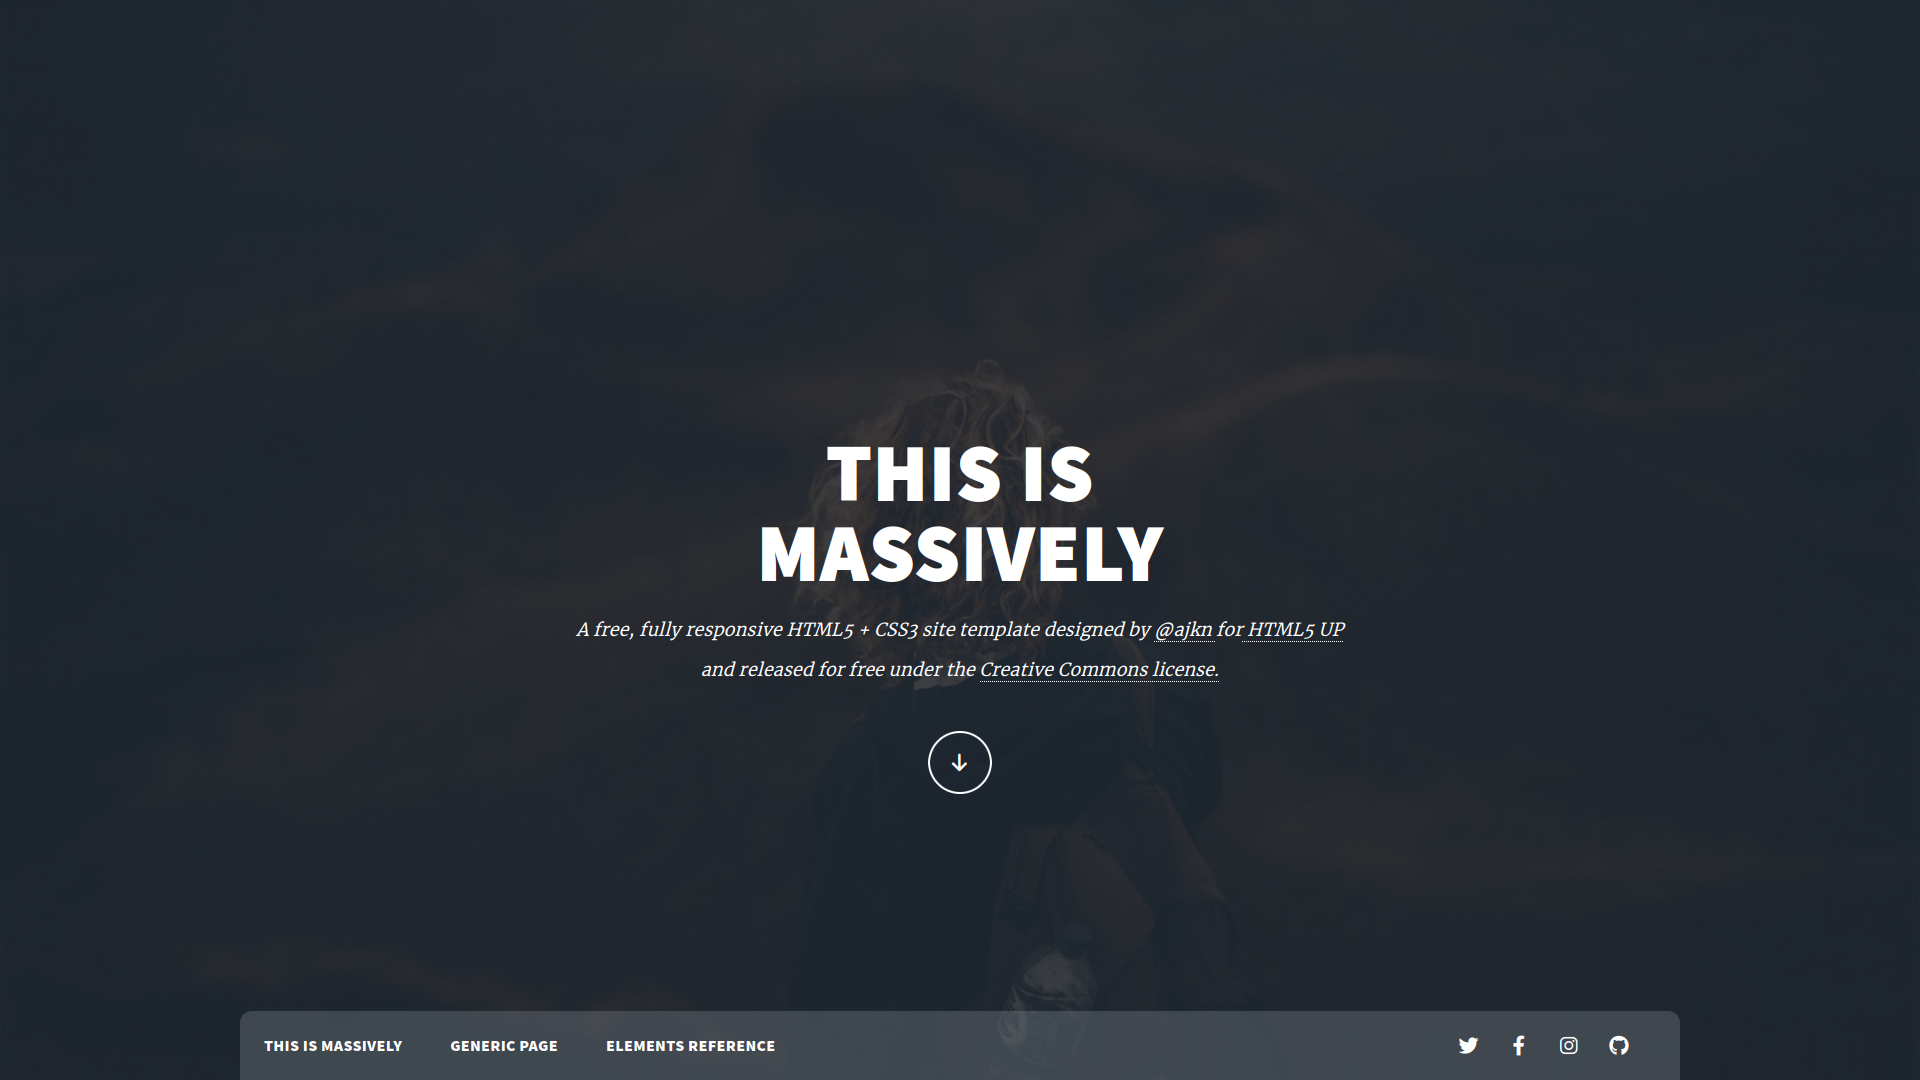 THIS IS
MASSIVELY
A free, fully responsive HTML5 + CSS3 site template designed by @ajkn for HTML5 UP
and released for free under the Creative Commons license.
THIS IS MASSIVELY
GENERIC PAGE
ELEMENTS REFERENCE